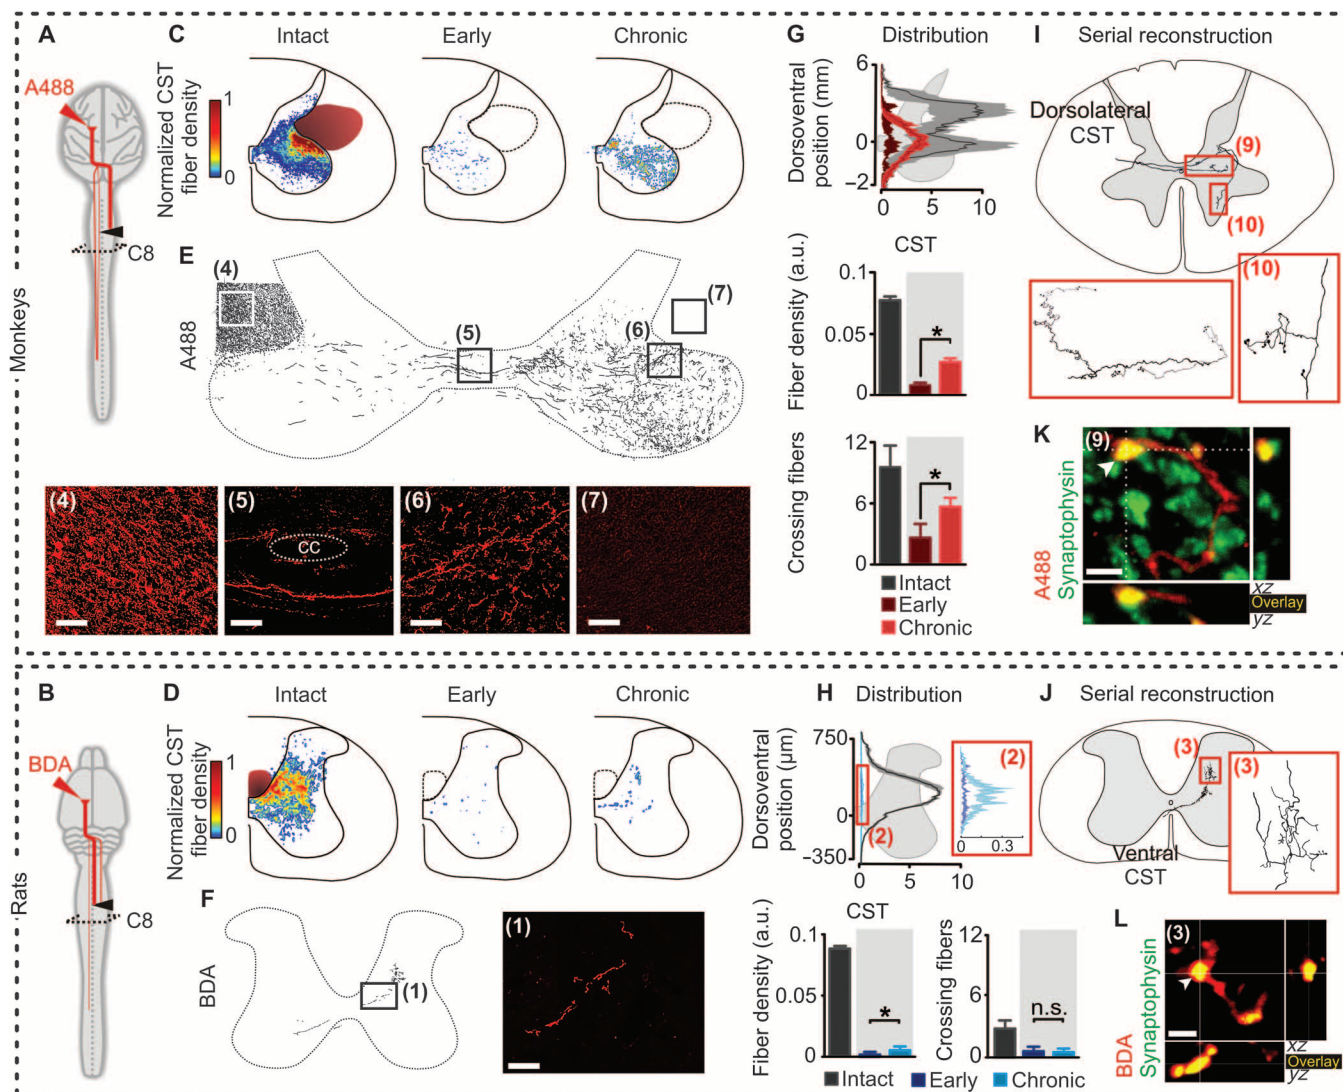 Monkeys
A
A488
C8
C
Intact
Early
Chronic
Normalized CST
fiber density
1
0
E
A488
(4)
(5)
(6)
(7)
(4)
(5)
CC
(6)
(7)
G
Distribution
Dorsoventral
position (mm)
6
0
−2
0
5
10
CST
Fiber density (a.u.)
0.1
0.05
0
*
Crossing fibers
12
6
0
*
Intact
Early
Chronic
I
Serial reconstruction
Dorsolateral
CST
(9)
(10)
(10)
K
(9)
A488
Synaptophysin
xz
Overlay
yz
Rats
B
BDA
C8
D
Intact
Early
Chronic
Normalized CST
fiber density
1
0
F
BDA
(1)
(1)
H
Distribution
Dorsoventral
position (µm)
750
0
−350
0
5
10
(2)
(2)
0
0.3
CST
Fiber density (a.u.)
0.1
0.05
0
*
Crossing fibers
12
6
0
n.s.
Intact
Early
Chronic
J
Serial reconstruction
(3)
(3)
Ventral
CST
L
(3)
BDA
Synaptophysin
xz
Overlay
yz